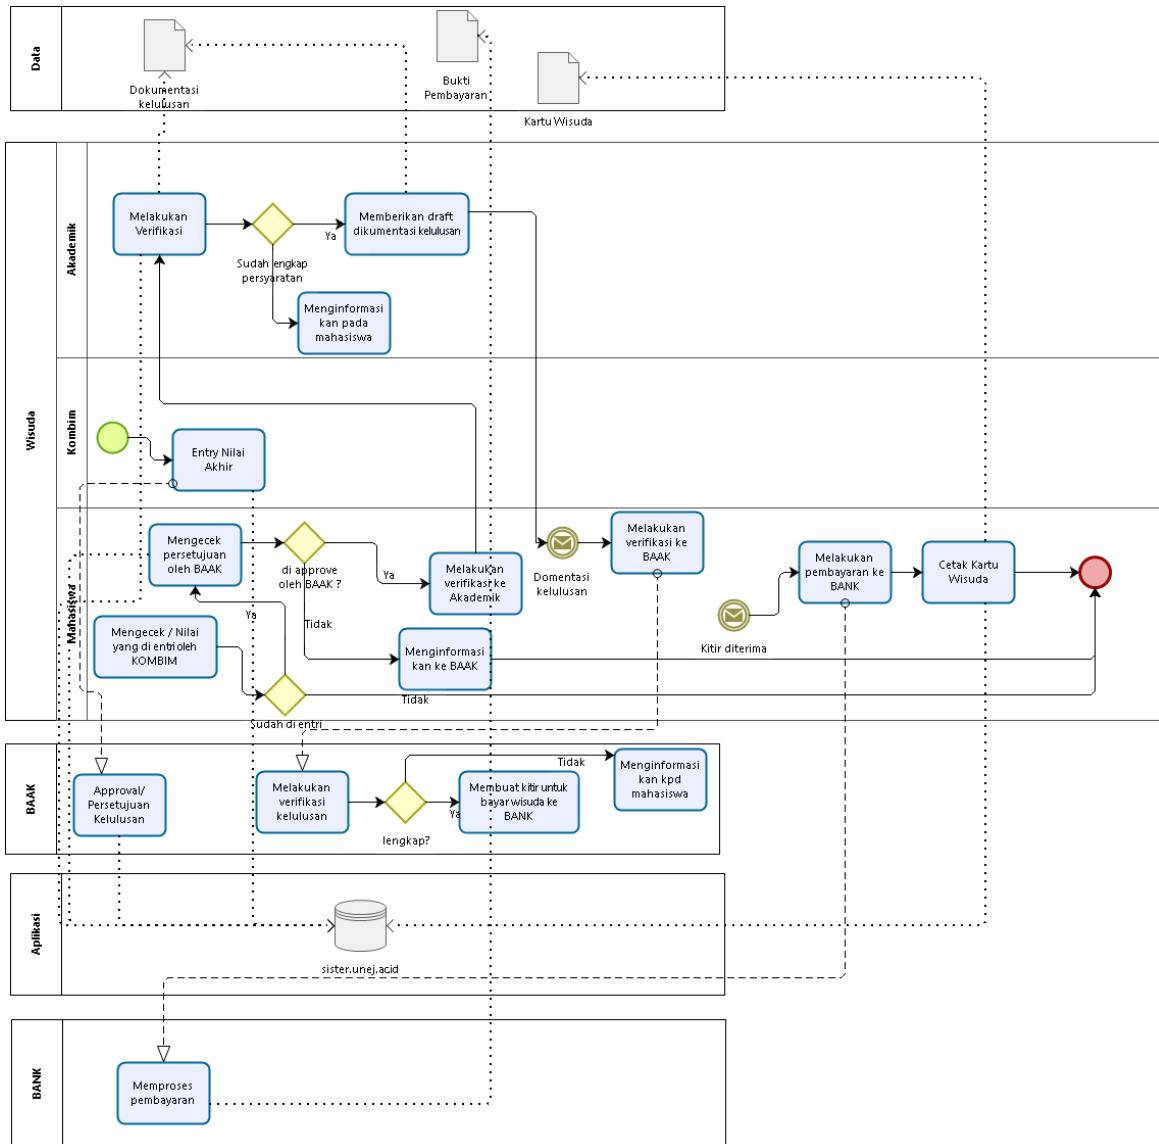 Data
Dokumentasi
kelulusan
Bukti
Pembayaran
Kartu Wisuda
Wisuda
Akademik
Melakukan
Verifikasi
Ya
Sudah lengkap
persyaratan
Memberikan draft
dikumentasi kelulusan
Menginformasi
kan pada
mahasiswa
Kombim
Entry Nilai
Akhir
Mahasiswa
Mengecek
persetujuan
oleh BAAK
di approve
oleh BAAK ?
Ya
Tidak
Melakukan
verifikasi ke
Akademik
Domentasi
kelulusan
Melakukan
verifikasi ke
BAAK
Kitir diterima
Melakukan
pembayaran ke
BANK
Cetak Kartu
Wisuda
Mengecek / Nilai
yang di entri oleh
KOMBIM
Ya
Sudah di entri
Tidak
Menginformasi
kan ke BAAK
BAAK
Approval/
Persetujuan
Kelulusan
Melakukan
verifikasi
kelulusan
lengkap?
Ya
Tidak
Membuat kitir untuk
bayar wisuda ke
BANK
Menginformasi
kan kpd
mahasiswa
Aplikasi
sister.unej.ac.id
BANK
Memproses
pembayaran